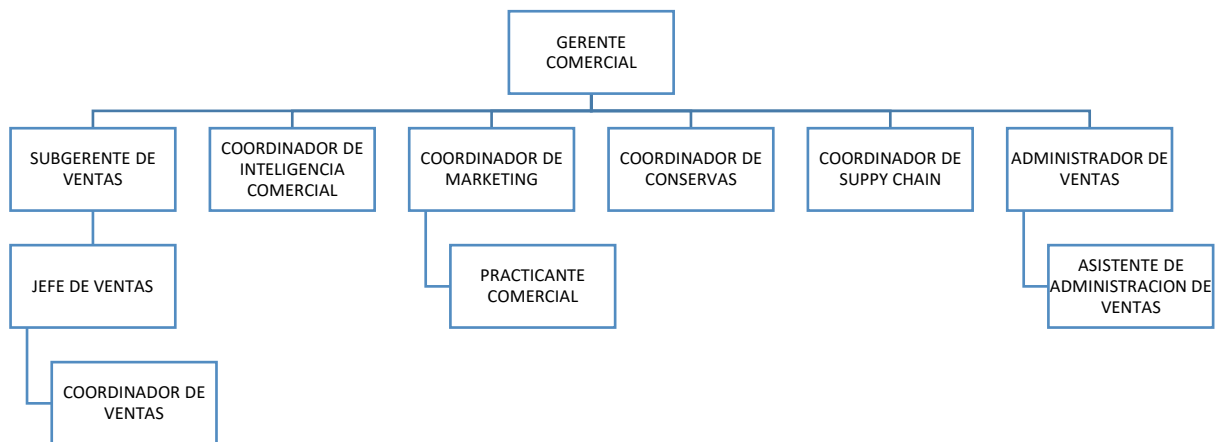 GERENTE
COMERCIAL
SUBGERENTE DE
VENTAS
COORDINADOR DE
INTELIGENCIA
COMERCIAL
COORDINADOR DE
MARKETING
COORDINADOR DE
CONSERVAS
COORDINADOR DE
SUPPY CHAIN
ADMINISTRADOR DE
VENTAS
JEFE DE VENTAS
PRACTICANTE
COMERCIAL
ASISTENTE DE
ADMINISTRACION DE
VENTAS
COORDINADOR DE
VENTAS